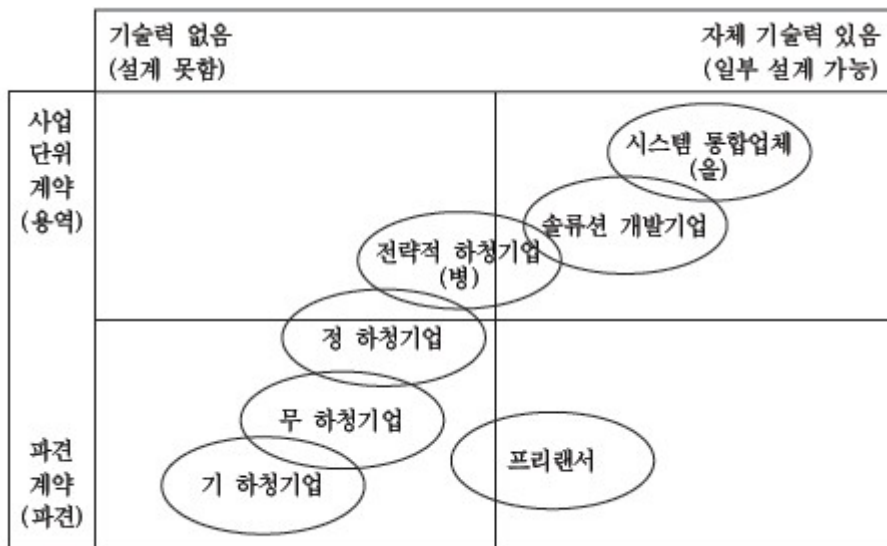 기술력 없음
(설계 못함)
자체 기술력 있음
(일부 설계 가능)
사업
단위
계약
(용역)
시스템 통합업체
(을)
솔류션 개발기업
전략적 하청기업
(병)
정 하청기업
무 하청기업
기 하청기업
프리랜서
파견
계약
(파견)